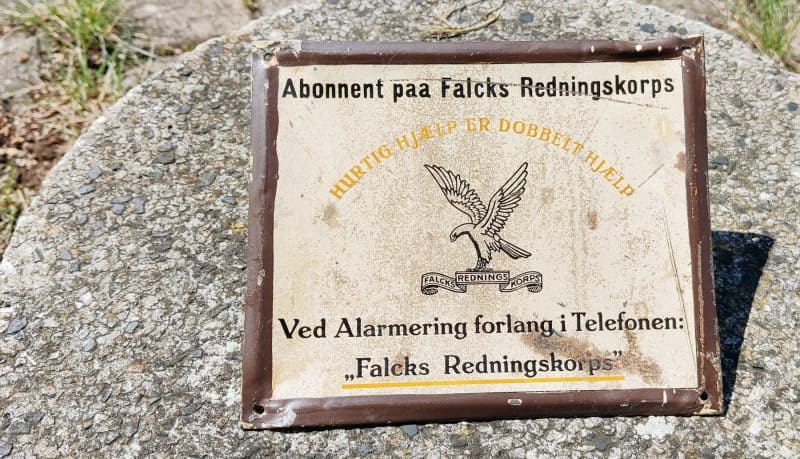 Abonnent paa Falcks Redningskorps
HURTIG HJÆLP ER DOBBELT HJÆLP
FALCKS REDNINGS KORPS
Ved Alarmering forlang i Telefonen:
„Falcks Redningskorps”